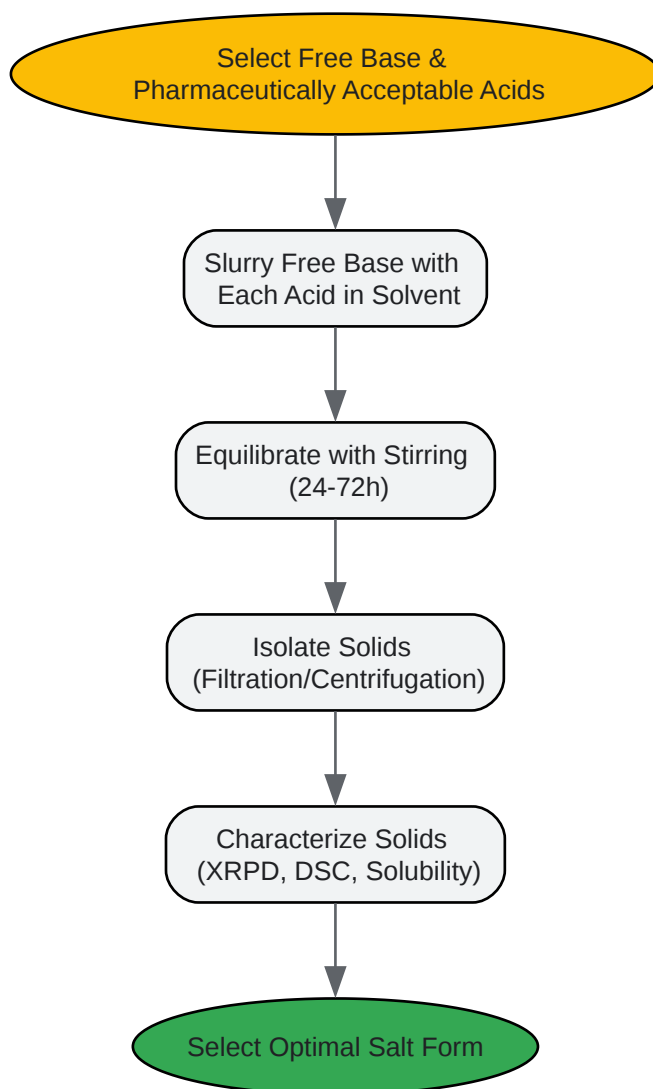 Select Free Base &
Pharmaceutically Acceptable Acids
Slurry Free Base with
Each Acid in Solvent
Equilibrate with Stirring
(24-72h)
Isolate Solids
(Filtration/Centrifugation)
Characterize Solids
(XRPD, DSC, Solubility)
Select Optimal Salt Form